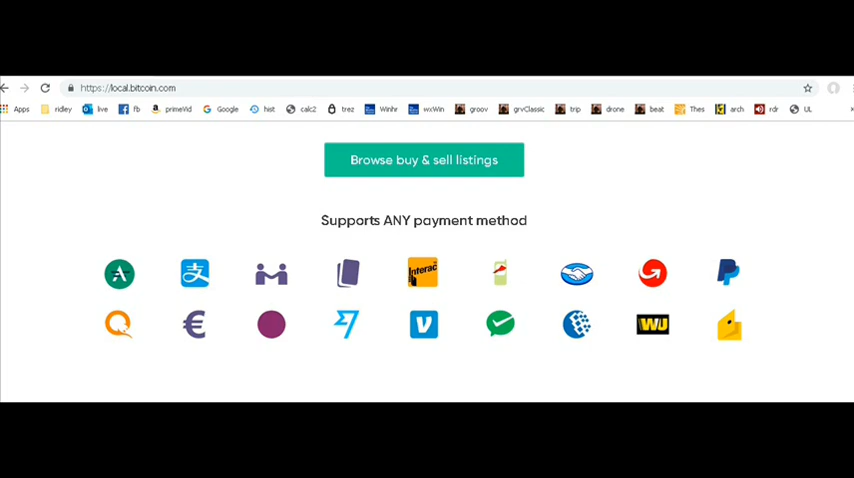 https://local.bitcoin.com
Apps ridley live fb primeVid Google hist calc2 trez Winhr wxWin groov grvClassic trip drone beat Thes arch rdr UL
Browse buy & sell listings
Supports ANY payment method
支 Interac
€ V WU